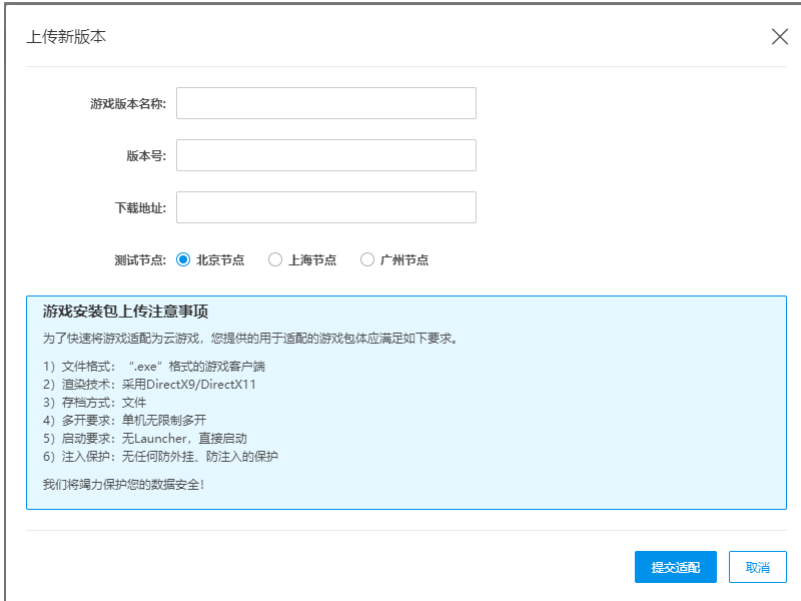 上传新版本
游戏版本名称:
版本号:
下载地址:
测试节点: 北京节点 上海节点 广州节点
游戏安装包上传注意事项
为了快速将游戏适配为云游戏，您提供的用于适配的游戏包体应满足如下要求。
1）文件格式：“.exe”格式的游戏客户端
2）渲染技术：采用DirectX9/DirectX11
3）存档方式：文件
4）多开要求：单机无限制多开
5）启动要求：无Launcher，直接启动
6）注入保护：无任何防外挂、防注入的保护
我们将竭力保护您的数据安全！
提交适配 取消